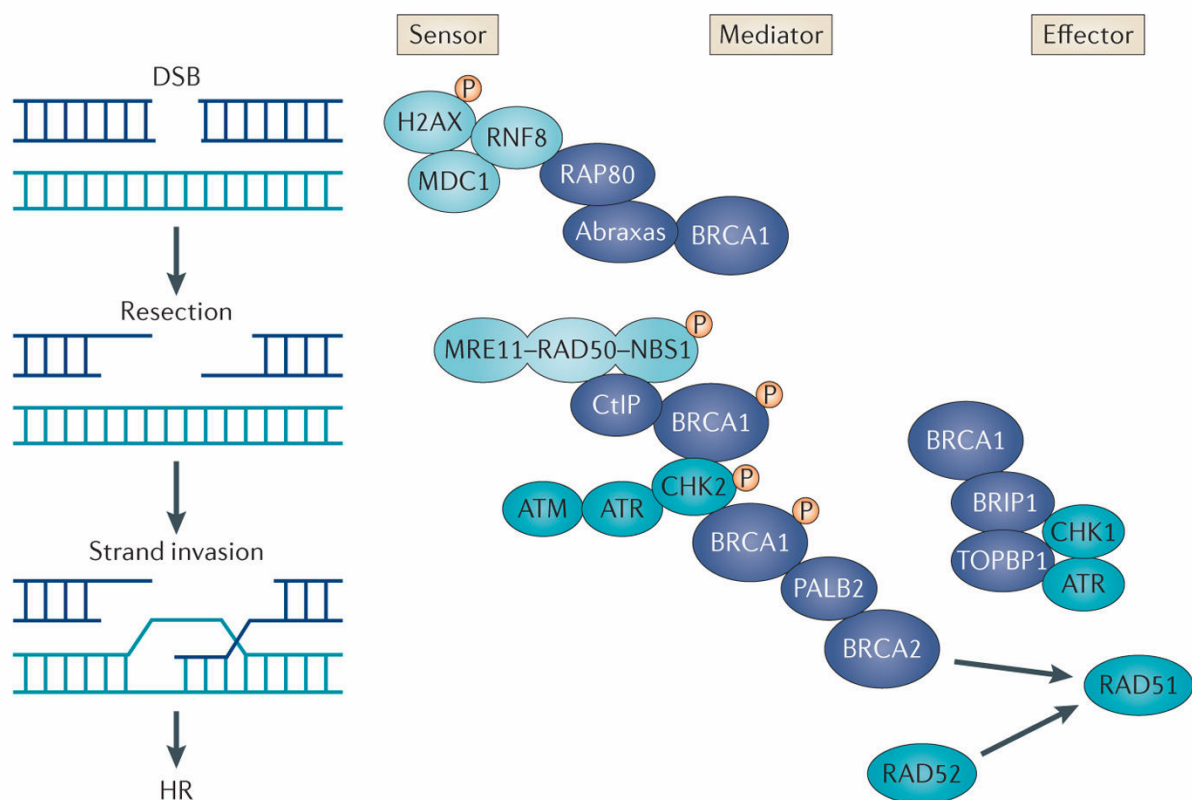 Sensor
Mediator
Effector
DSB
P
H2AX
RNF8
MDC1
RAP80
Abraxas
BRCA1
Resection
P
MRE11–RAD50–NBS1
CtIP
BRCA1
P
BRCA1
BRIP1
CHK1
TOPBP1
ATR
ATM
ATR
CHK2
P
P
BRCA1
PALB2
BRCA2
Strand invasion
RAD51
RAD52
HR